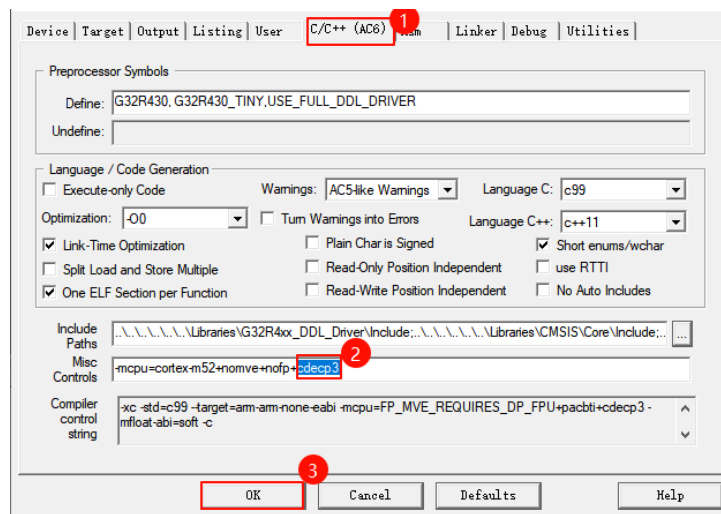 1
Device Target Output Listing User C/C++ (AC6) Linker Debug Utilities
Preprocessor Symbols
Define: G32R430, G32R430_TINY,USE_FULL_DDL_DRIVER
Undefine:
Language / Code Generation
Execute-only Code Warnings: AC5-like Warnings Language C: c99
Optimization: -O0 Turn Warnings into Errors Language C++: c++11
Link-Time Optimization Plain Char is Signed Short enums/wchar
Split Load and Store Multiple Read-Only Position Independent use RTTI
One ELF Section per Function Read-Write Position Independent No Auto Includes
Include Paths ..\..\..\..\..\..\Libraries\G32R4xx_DDL_Driver\Include;..\..\..\..\..\..\Libraries\CMSIS\Core\Include;.. ...
2
Misc Controls -mcpu=cortex-m52+nomve+nofp+cdecp3
Compiler control string -xc -std=c99 --target=arm-arm-none-eabi -mcpu=FP_MVE_REQUIRES_DP_FPU+pacbti+cdecp3 -
mfloat-abi=soft -c
3
OK Cancel Defaults Help